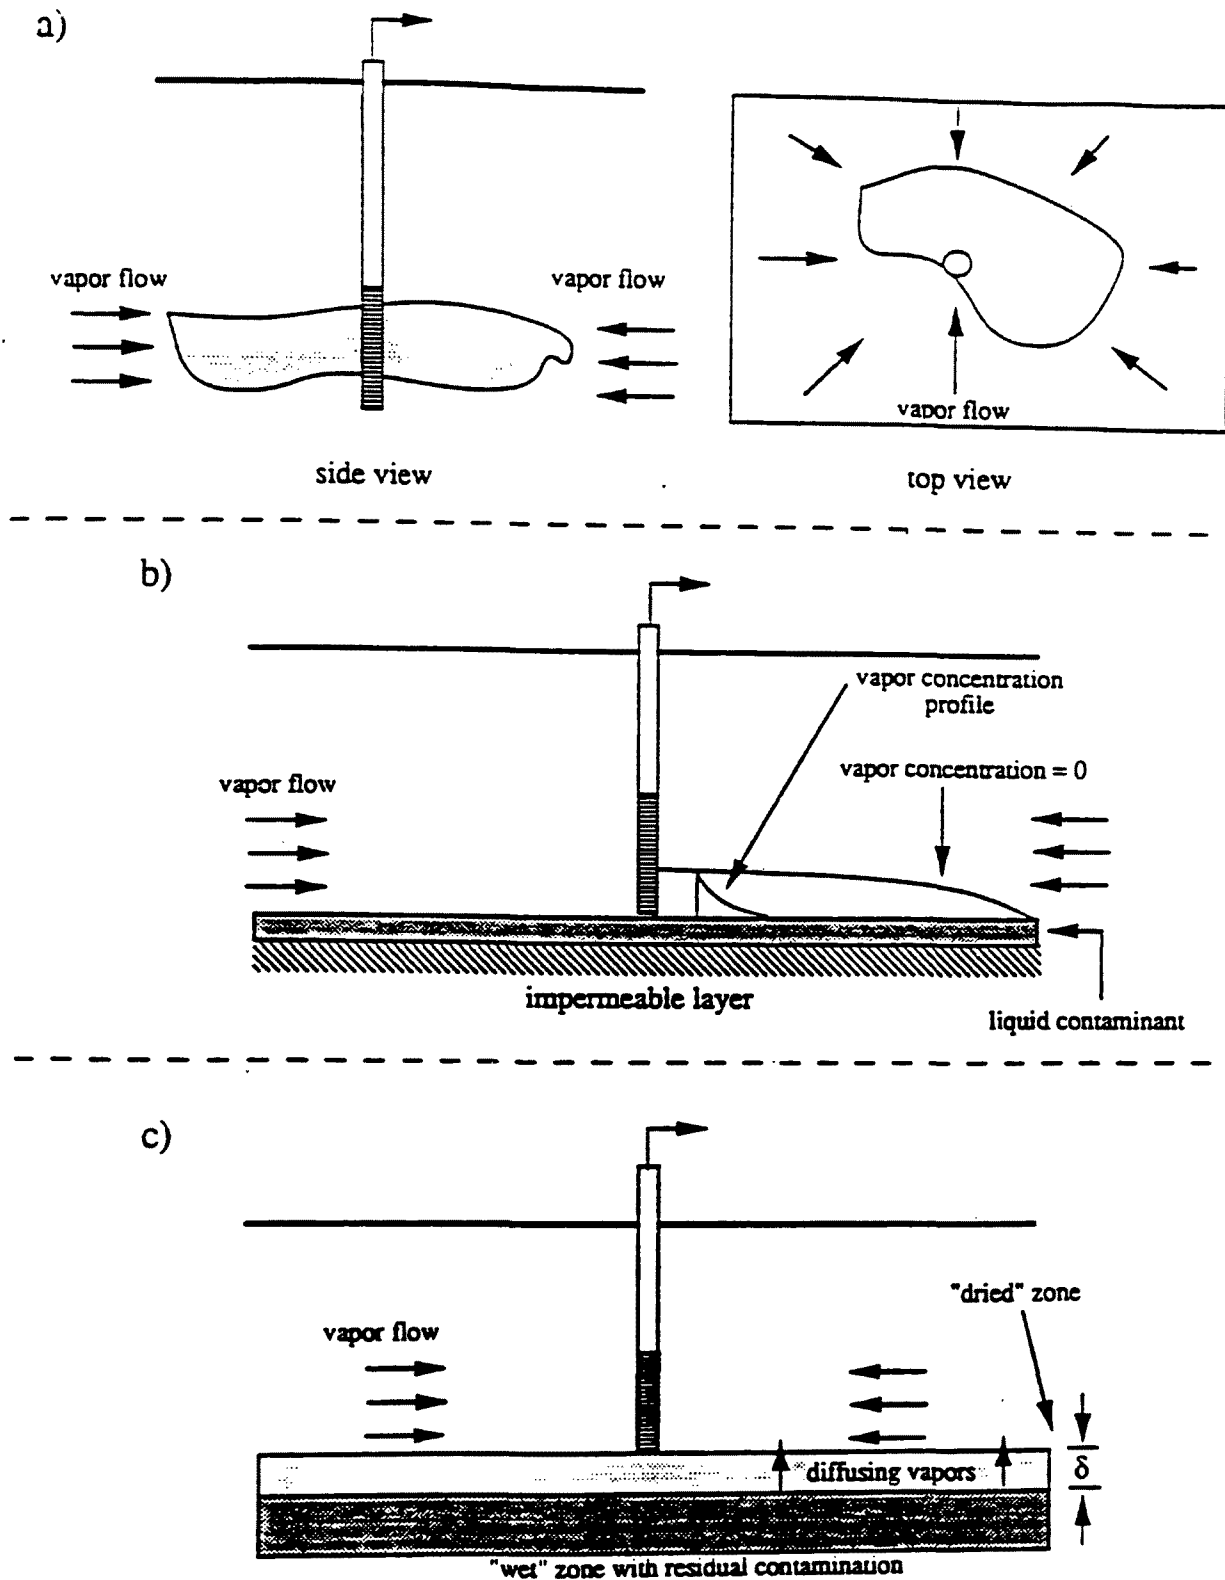 a)
vapor flow
vapor flow
vapor flow
side view
top view
b)
vapor concentration
profile
vapor flow
vapor concentration = 0
impermeable layer
liquid contaminant
c)
"dried" zone
vapor flow
diffusing vapors
δ
"wet" zone with residual contamination